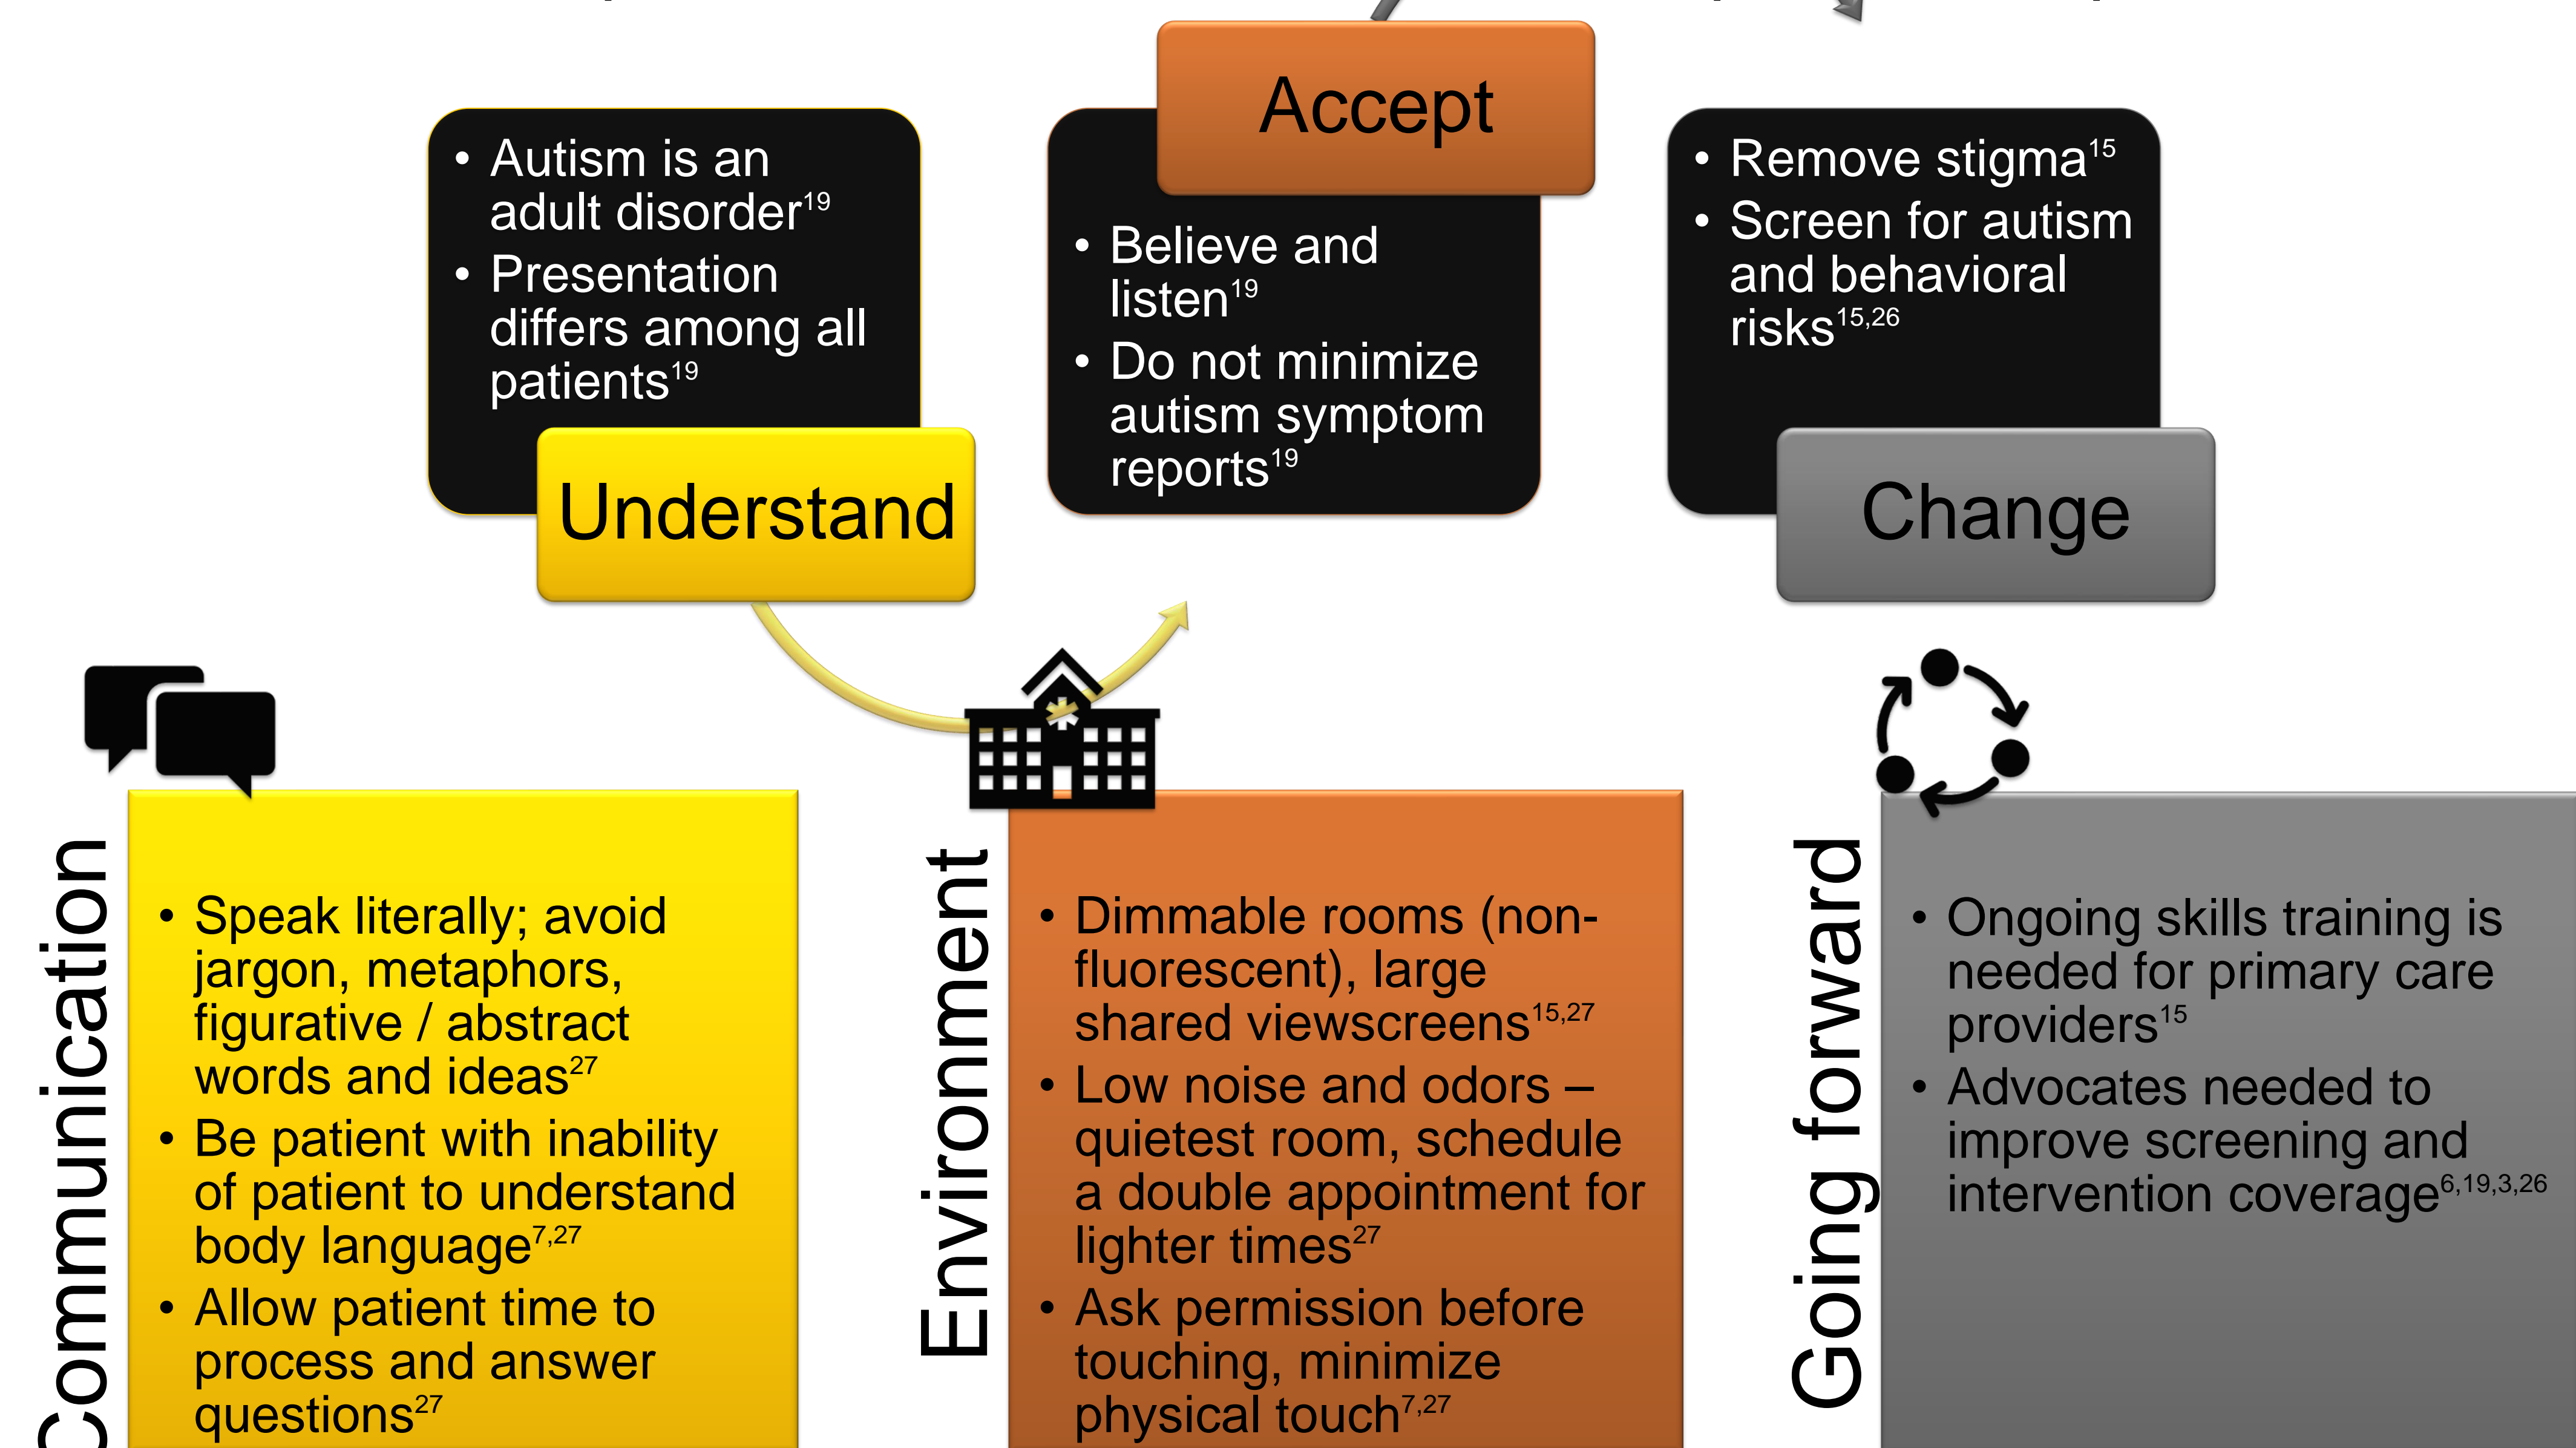 • Autism is an
adult disorder19
• Presentation
differs among all
patients19
Understand
Accept
• Believe and
listen19
• Do not minimize
autism symptom
reports19
• Remove stigma15
• Screen for autism
and behavioral
risks15,26
Change
Communication
• Speak literally; avoid
jargon, metaphors,
figurative / abstract
words and ideas27
• Be patient with inability
of patient to understand
body language7,27
• Allow patient time to
process and answer
questions27
Environment
• Dimmable rooms (non-
fluorescent), large
shared viewscreens15,27
• Low noise and odors –
quietest room, schedule
a double appointment for
lighter times27
• Ask permission before
touching, minimize
physical touch7,27
Going forward
• Ongoing skills training is
needed for primary care
providers15
• Advocates needed to
improve screening and
intervention coverage6,19,3,26